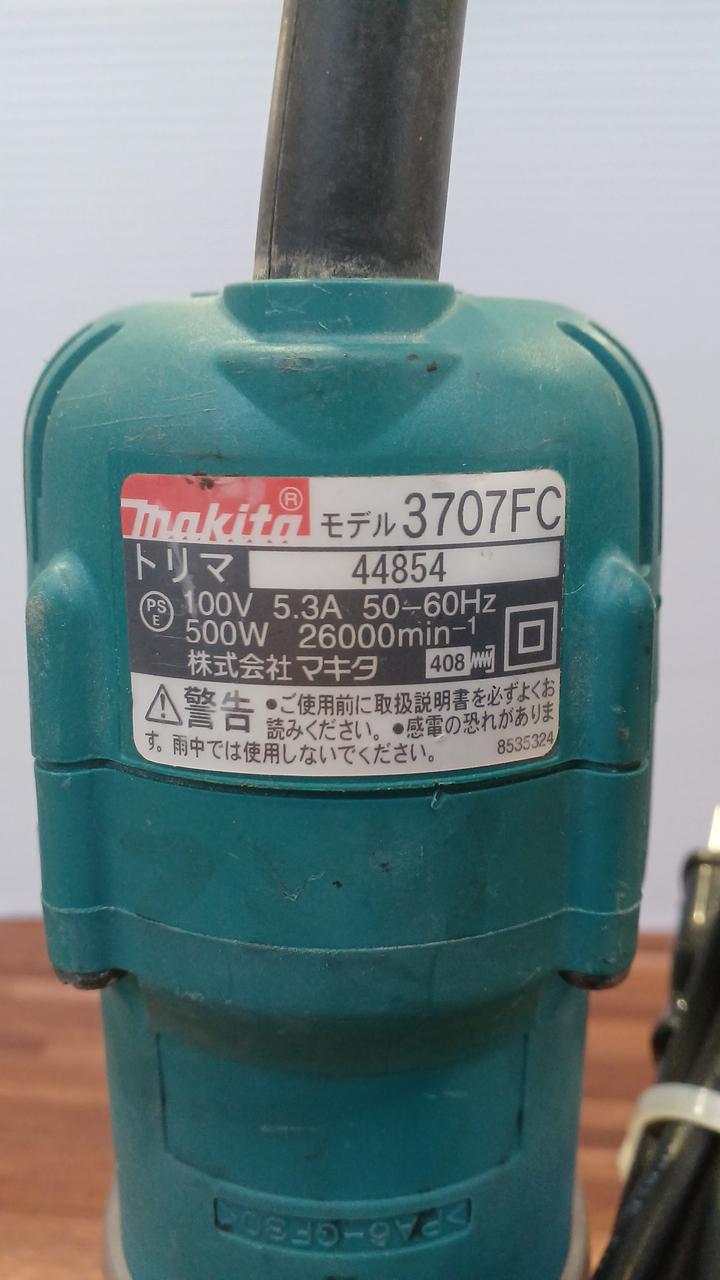 makita® モデル 3707FC
トリマ 44854
PSE 100V 5.3A 50-60Hz
500W 26000min-1
株式会社マキタ 408
警告 ●ご使用前に取扱説明書を必ずよくお
読みください。●感電の恐れがありま
す。雨中では使用しないでください。 8535324
>PA6-GF30<